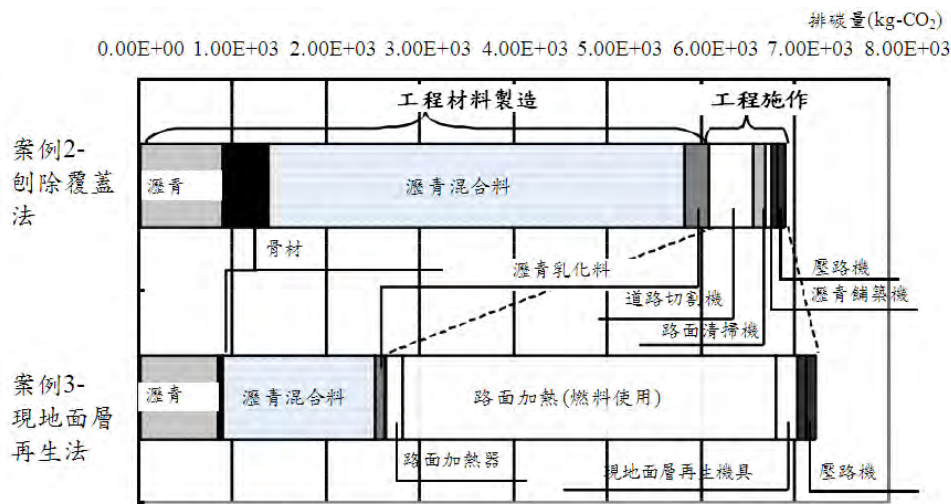 排碳量(kg-CO₂)
0.00E+00 1.00E+03 2.00E+03 3.00E+03 4.00E+03 5.00E+03 6.00E+03 7.00E+03 8.00E+03
工程材料製造 工程施作
案例2-
刨除覆蓋
法
瀝青 瀝青混合料
骨材
瀝青乳化料
壓路機
道路切割機 瀝青鋪築機
路面清掃機
案例3-
現地面層
再生法
瀝青 瀝青混合料 路面加熱(燃料使用)
路面加熱器 現地面層再生機具 壓路機